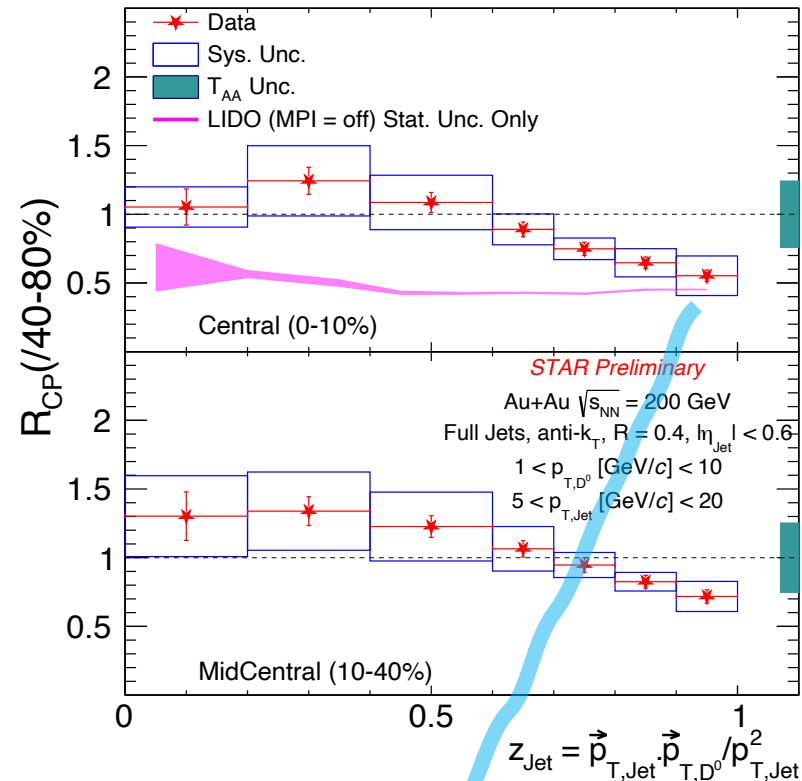 Data
Sys. Unc.
T_AA Unc.
LIDO (MPI = off) Stat. Unc. Only
2
1.5
1
0.5
Central (0-10%)
R_CP(/40-80%)
STAR Preliminary
Au+Au √s_NN = 200 GeV
Full Jets, anti-k_T, R = 0.4, |η_Jet| < 0.6
1 < p_T,D⁰ [GeV/c] < 10
5 < p_T,Jet [GeV/c] < 20
2
1.5
1
0.5
MidCentral (10-40%)
0 0.5 1
z_Jet = p⃗_T,Jet.p⃗_T,D⁰/p²_T,Jet